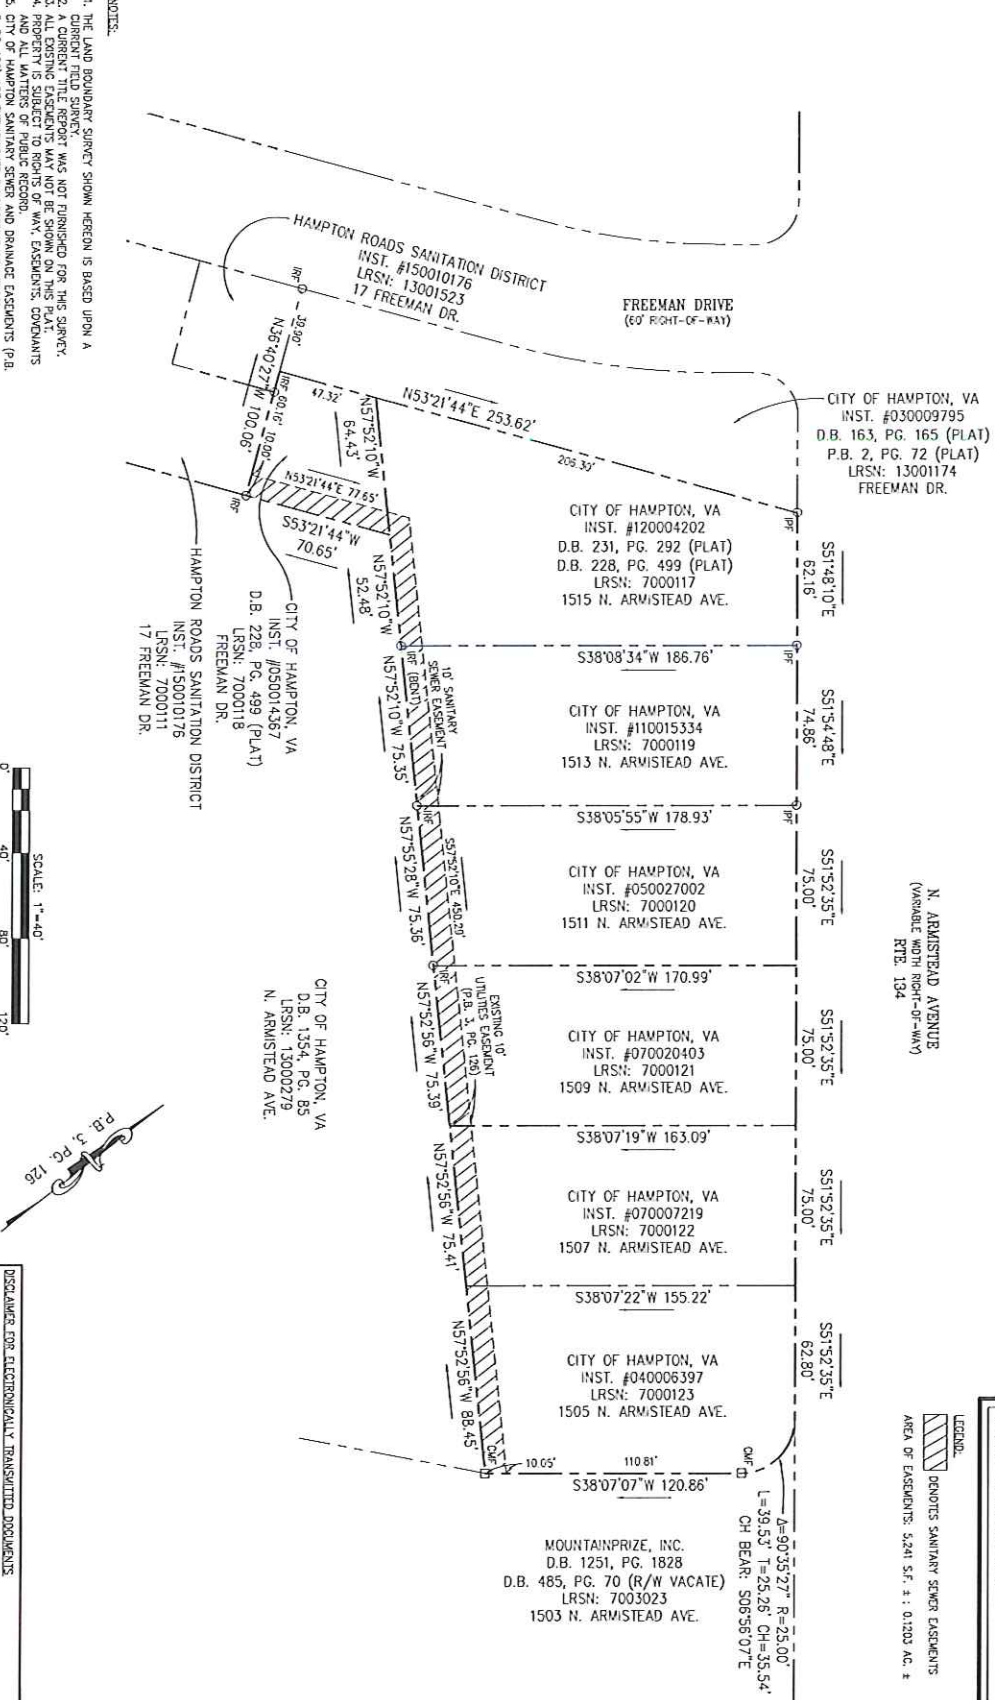 NOTES:
1. THE LAND BOUNDARY SURVEY SHOWN HEREON IS BASED UPON A
CURRENT FIELD SURVEY.
2. A CURRENT TITLE REPORT WAS NOT FURNISHED FOR THIS SURVEY.
3. ALL EXISTING EASEMENTS MAY NOT BE SHOWN ON THIS PLAT.
4. PROPERTY IS SUBJECT TO RIGHTS OF WAY, EASEMENTS, COVENANTS
AND ALL MATTERS OF PUBLIC RECORD.
5. CITY OF HAMPTON SANITARY SEWER AND DRAINAGE EASEMENTS (P.B.
HAMPTON ROADS SANITATION DISTRICT
INST. #150010176
LRSN: 13001523
17 FREEMAN DR.
FREEMAN DRIVE
(60' RIGHT-OF-WAY)
CITY OF HAMPTON, VA
INST. #030009795
D.B. 163, PG. 165 (PLAT)
P.B. 2, PG. 72 (PLAT)
LRSN: 13001174
FREEMAN DR.
IRF
39.90'
N36°40'27"W 100.06'
IRF
60.16'
10.00'
IRF
47.32'
N53°21'44"E 253.62'
206.30'
N57°52'10"W
64.43'
N53°21'44"E 77.65'
S53°21'44"W
70.65'
N57°52'10"W
52.48'
CITY OF HAMPTON, VA
INST. #120004202
D.B. 231, PG. 292 (PLAT)
D.B. 228, PG. 499 (PLAT)
LRSN: 7000117
1515 N. ARMISTEAD AVE.
IPF
S51°48'10"E
62.16'
IPF
S38°08'34"W 186.76'
IRF (BENT)
CITY OF HAMPTON, VA
INST. #050014367
D.B. 228, PG. 499 (PLAT)
LRSN: 7000118
FREEMAN DR.
HAMPTON ROADS SANITATION DISTRICT
INST. #150010176
LRSN: 7000111
17 FREEMAN DR.
10' SANITARY
SEWER EASEMENT
N57°52'10"W 75.35'
CITY OF HAMPTON, VA
INST. #110015334
LRSN: 7000119
1513 N. ARMISTEAD AVE.
S51°54'48"E
74.86'
IPF
S38°05'55"W 178.93'
IRF
N57°55'28"W 75.36'
S57°52'10"E 450.29'
CITY OF HAMPTON, VA
INST. #050027002
LRSN: 7000120
1511 N. ARMISTEAD AVE.
S51°52'35"E
75.00'
N. ARMISTEAD AVENUE
(VARIABLE WIDTH RIGHT-OF-WAY)
RTE. 134
S38°07'02"W 170.99'
IRF
EXISTING 10'
UTILITIES EASEMENT
(P.B. 3, PG. 126)
N57°52'56"W 75.39'
CITY OF HAMPTON, VA
INST. #070020403
LRSN: 7000121
1509 N. ARMISTEAD AVE.
S51°52'35"E
75.00'
S38°07'19"W 163.09'
CITY OF HAMPTON, VA
D.B. 1354, PG. 85
LRSN: 13000279
N. ARMISTEAD AVE.
N57°52'56"W 75.41'
CITY OF HAMPTON, VA
INST. #070007219
LRSN: 7000122
1507 N. ARMISTEAD AVE.
S51°52'35"E
75.00'
S38°07'22"W 155.22'
N57°52'56"W 88.45'
CITY OF HAMPTON, VA
INST. #040006397
LRSN: 7000123
1505 N. ARMISTEAD AVE.
S51°52'35"E
62.80'
CMF
10.05'
110.81'
CMF
S38°07'07"W 120.86'
Δ=90°35'27" R=25.00'
L=39.53' T=25.26' CH=35.54'
CH BEAR: S06°56'07"E
MOUNTAINPRIZE, INC.
D.B. 1251, PG. 1828
D.B. 485, PG. 70 (R/W VACATE)
LRSN: 7003023
1503 N. ARMISTEAD AVE.
LEGEND:
DENOTES SANITARY SEWER EASEMENTS
AREA OF EASEMENTS: 5,241 S.F. ± ; 0.1203 AC. ±
SCALE: 1"=40'
0' 40' 80' 120'
P.B. 3, PG. 126
DISCLAIMER FOR ELECTRONICALLY TRANSMITTED DOCUMENTS